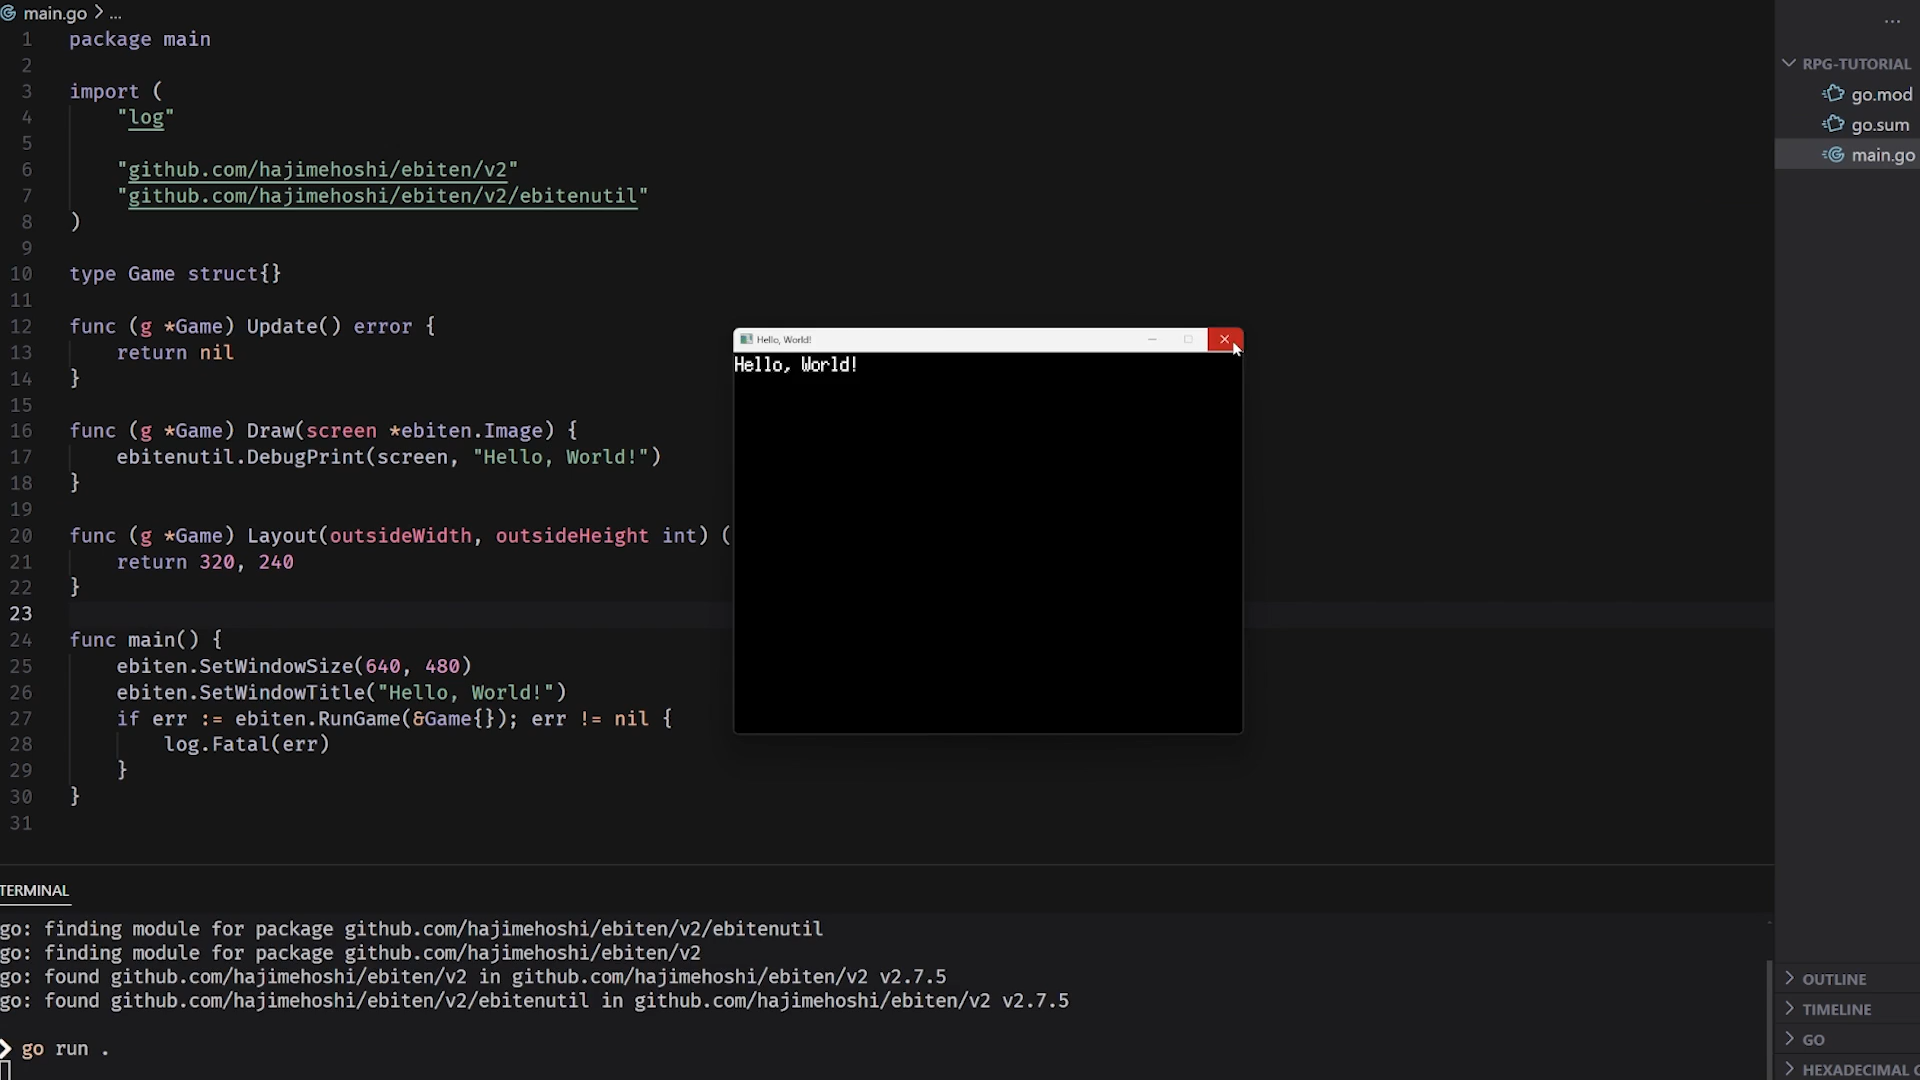 main.go > ...
1 package main
2
3 import (
4 "log"
5
6 "github.com/hajimehoshi/ebiten/v2"
7 "github.com/hajimehoshi/ebiten/v2/ebitenutil"
8 )
9
10 type Game struct{}
11
12 func (g *Game) Update() error {
13 return nil
14 }
15
16 func (g *Game) Draw(screen *ebiten.Image) {
17 ebitenutil.DebugPrint(screen, "Hello, World!")
18 }
19
20 func (g *Game) Layout(outsideWidth, outsideHeight int) (
21 return 320, 240
22 }
23
24 func main() {
25 ebiten.SetWindowSize(640, 480)
26 ebiten.SetWindowTitle("Hello, World!")
27 if err := ebiten.RunGame(&Game{}); err != nil {
28 log.Fatal(err)
29 }
30 }
31
Hello, World!
Hello, World!
...
RPG-TUTORIAL
go.mod
go.sum
main.go
OUTLINE
TIMELINE
GO
HEXADECIMAL C
TERMINAL
go: finding module for package github.com/hajimehoshi/ebiten/v2/ebitenutil
go: finding module for package github.com/hajimehoshi/ebiten/v2
go: found github.com/hajimehoshi/ebiten/v2 in github.com/hajimehoshi/ebiten/v2 v2.7.5
go: found github.com/hajimehoshi/ebiten/v2/ebitenutil in github.com/hajimehoshi/ebiten/v2 v2.7.5
❯ go run .